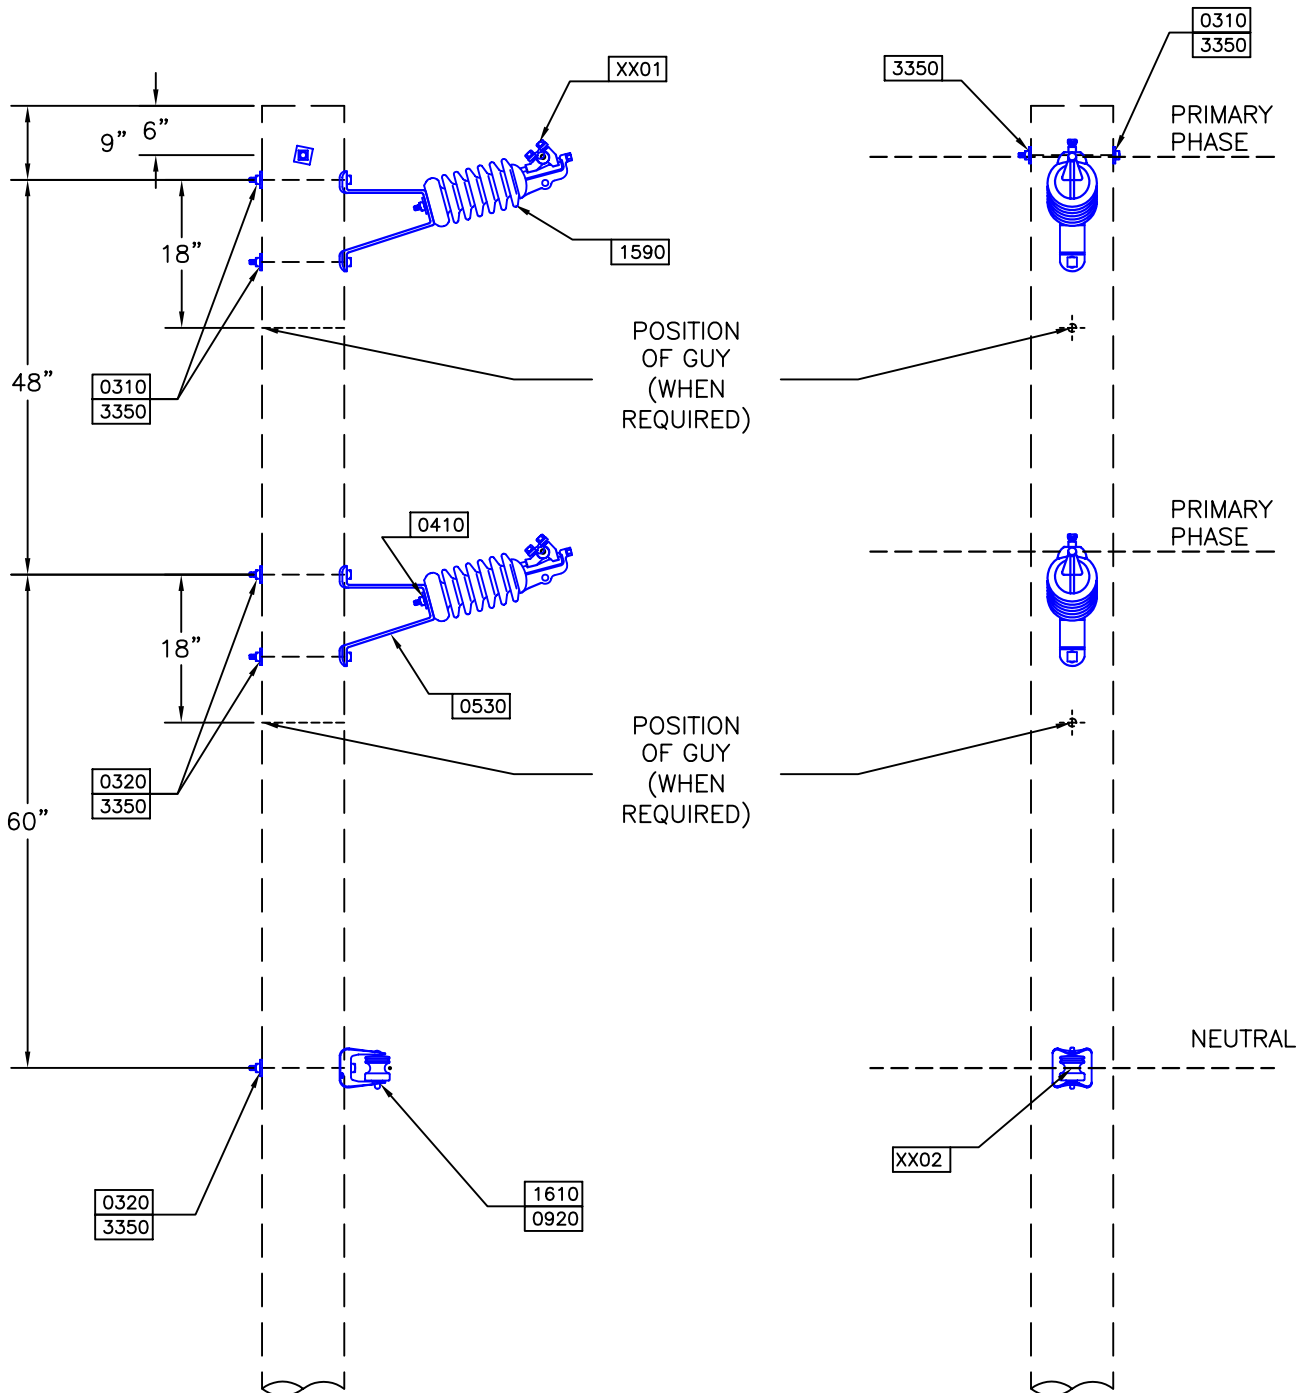 0310
3350
XX01
3350
PRIMARY
PHASE
9” 6”
18”
1590
POSITION
OF GUY
(WHEN
REQUIRED)
48”
0310
3350
0410
PRIMARY
PHASE
18”
0530
POSITION
OF GUY
(WHEN
REQUIRED)
0320
3350
60”
NEUTRAL
XX02
0320
3350
1610
0920